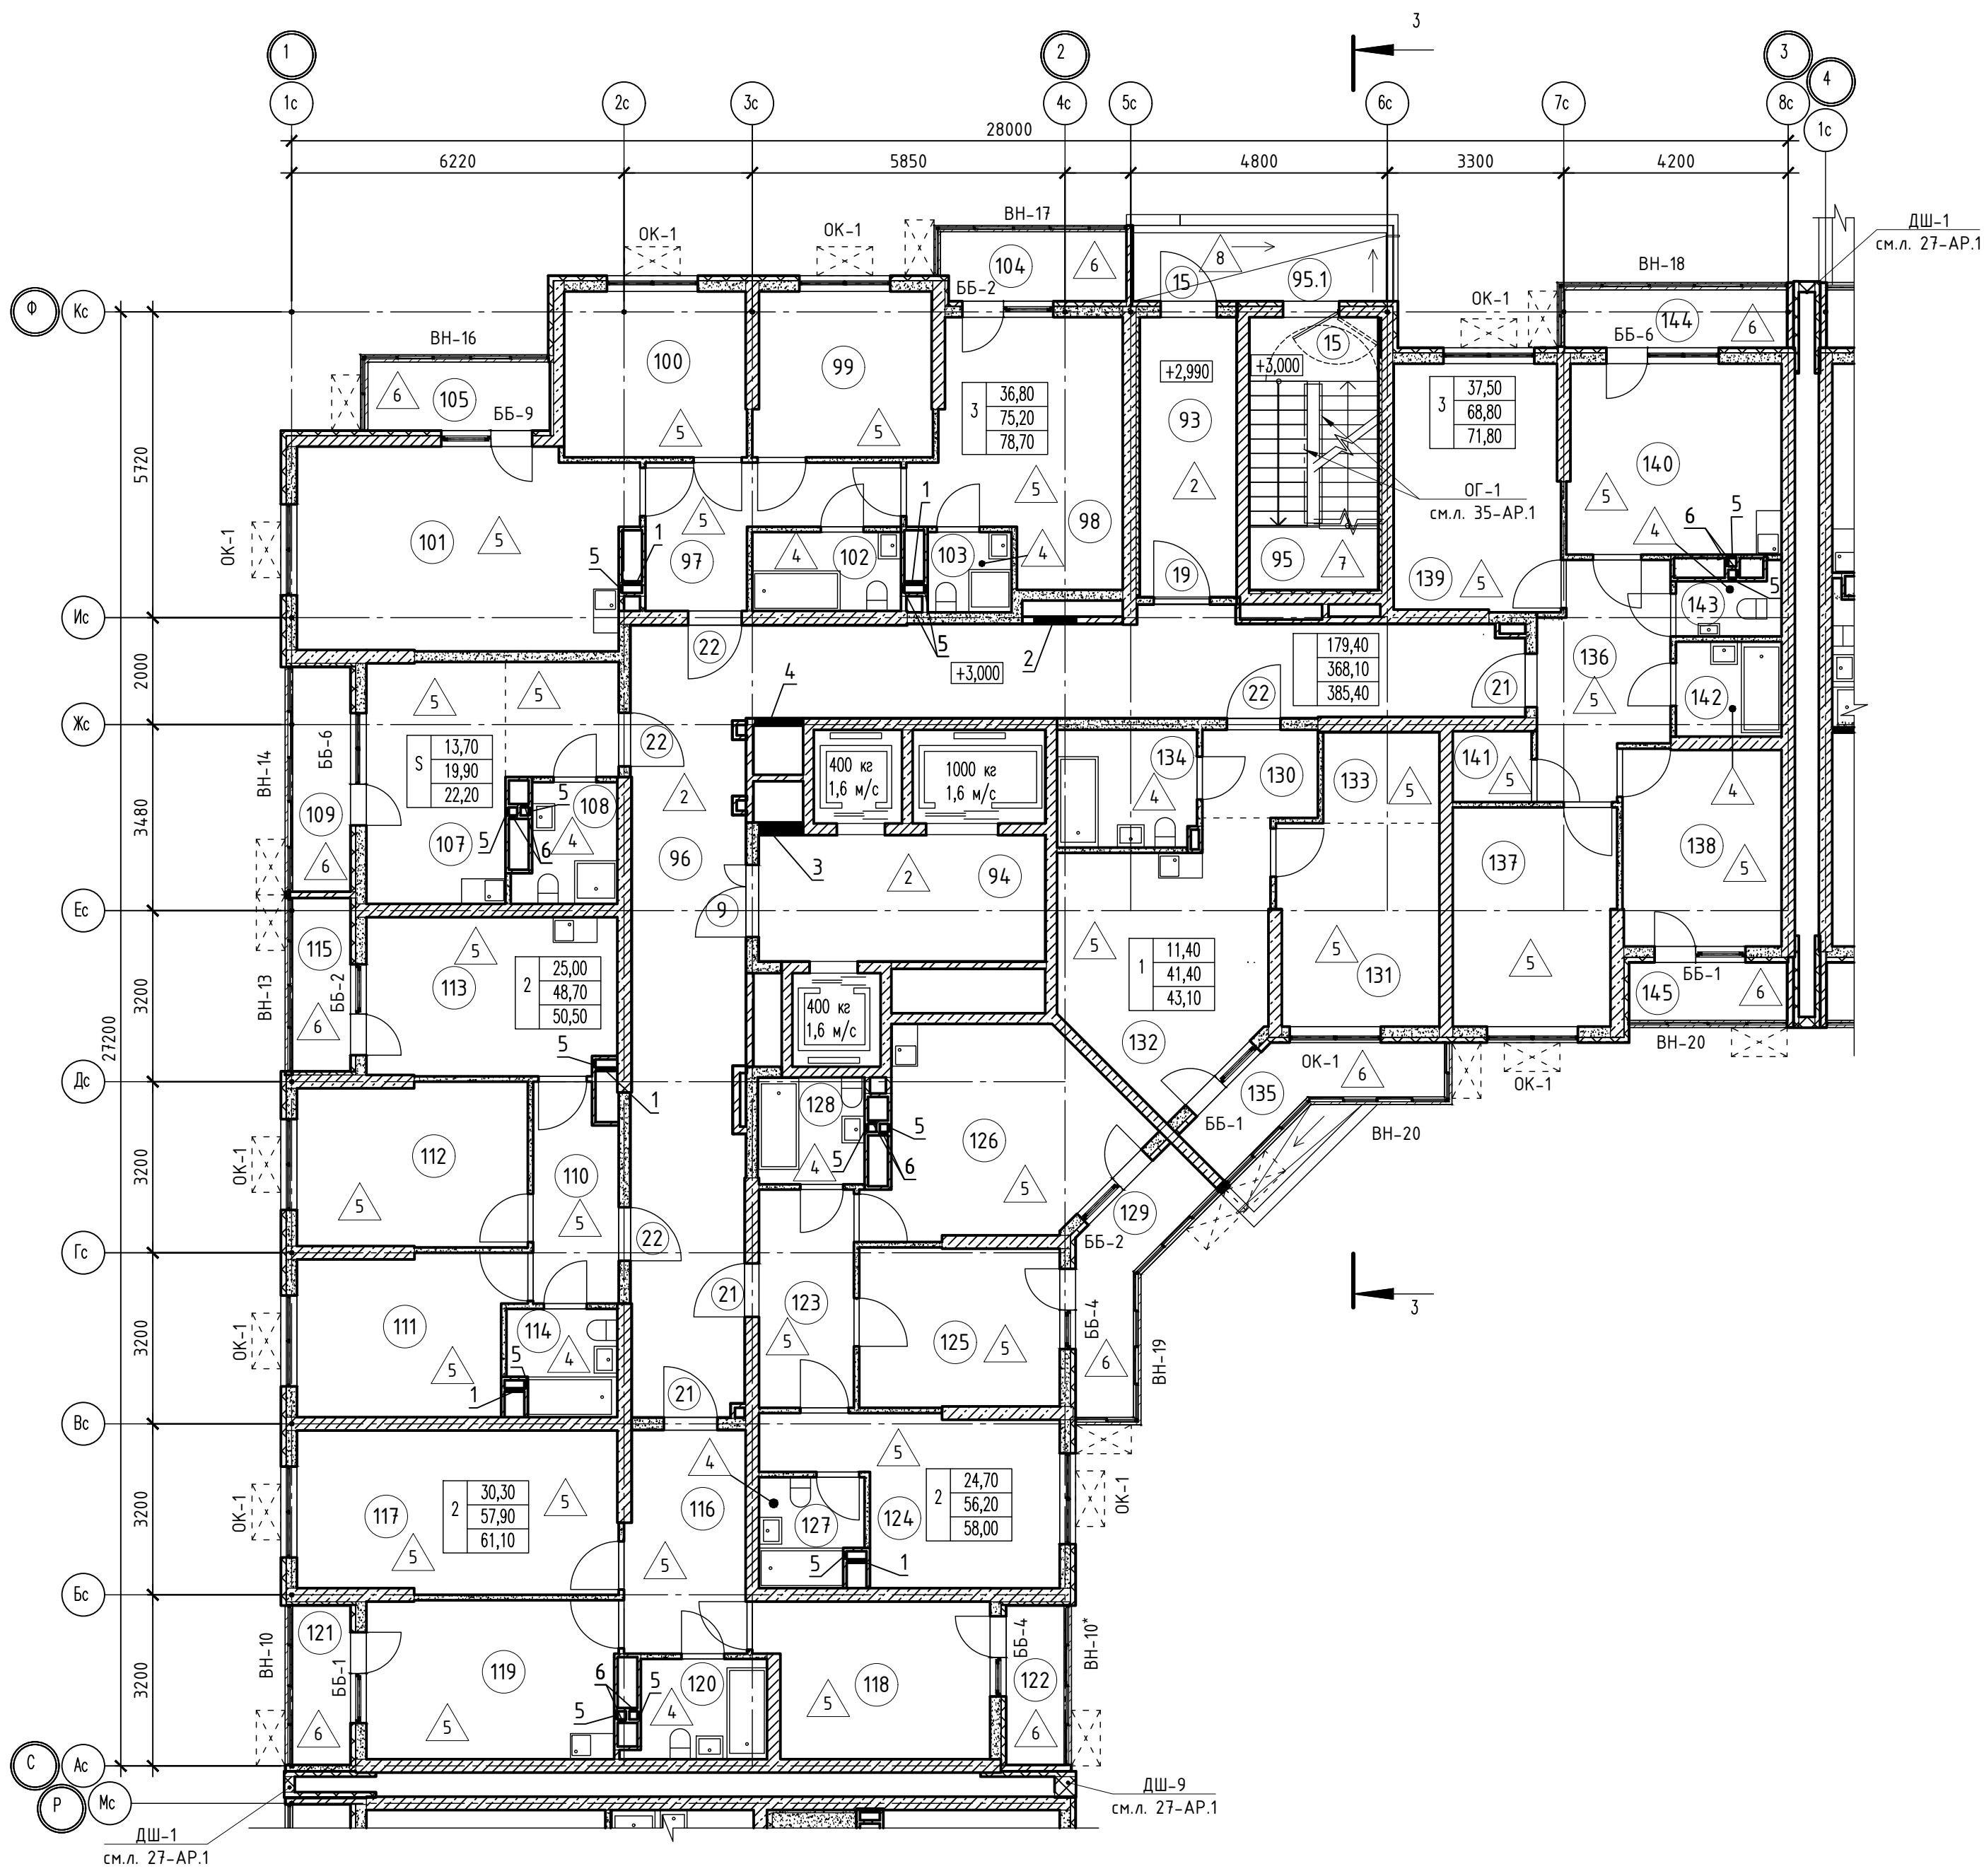 3
1
2
3
4
1с
2с
3с
4с
5с
6с
7с
8с
1с
28000
6220
5850
4800
3300
4200
ДШ-1
см.л. 27-АР.1
ВН-17
ОК-1
ОК-1
104
6
8
15
95.1
ВН-18
ББ-2
ОК-1
144
6
ББ-6
Ф
Кс
ВН-16
100
99
15
+2,990
+3,000
6
105
ББ-9
3
36,80
75,20
78,70
3
37,50
68,80
71,80
93
5
5
5720
140
5
2
5
ОГ-1
см.л. 35-АР.1
1
6
5
4
ОК-1
101
5
5
1
98
5
97
4
102
103
4
19
95
7
139
5
5
143
Ис
22
5
2
+3,000
179,40
368,10
385,40
136
2000
4
22
21
5
142
5
5
Жс
22
ББ-6
ВН-14
S
13,70
19,90
22,20
400 кг
1,6 м/с
1000 кг
1,6 м/с
134
130
133
141
5
5
5
108
2
4
4
3480
109
5
107
6
4
96
3
6
2
94
137
138
5
Ес
9
115
5
5
5
5
113
2
25,00
48,70
50,50
1
11,40
41,40
43,10
131
ББ-1
145
6
ВН-13
ББ-2
6
3200
27200
400 кг
1,6 м/с
132
ОК-1
6
ВН-20
ОК-1
5
Дс
1
128
135
5
126
ББ-1
ВН-20
112
110
4
5
6
ОК-1
3200
5
5
5
129
Гс
22
ББ-2
21
123
111
114
5
125
5
ББ-4
6
ВН-19
ОК-1
3200
5
5
4
1
21
Вс
5
4
117
2
30,30
57,90
61,10
5
116
127
124
2
24,70
56,20
58,00
ОК-1
ОК-1
3200
5
5
5
1
Бс
121
ББ-1
ВН-10
119
6
5
120
118
ББ-4
122
ВН-10*
3200
6
5
5
4
5
6
С
Ас
Р
Мс
ДШ-9
см.л. 27-АР.1
ДШ-1
см.л. 27-АР.1
3